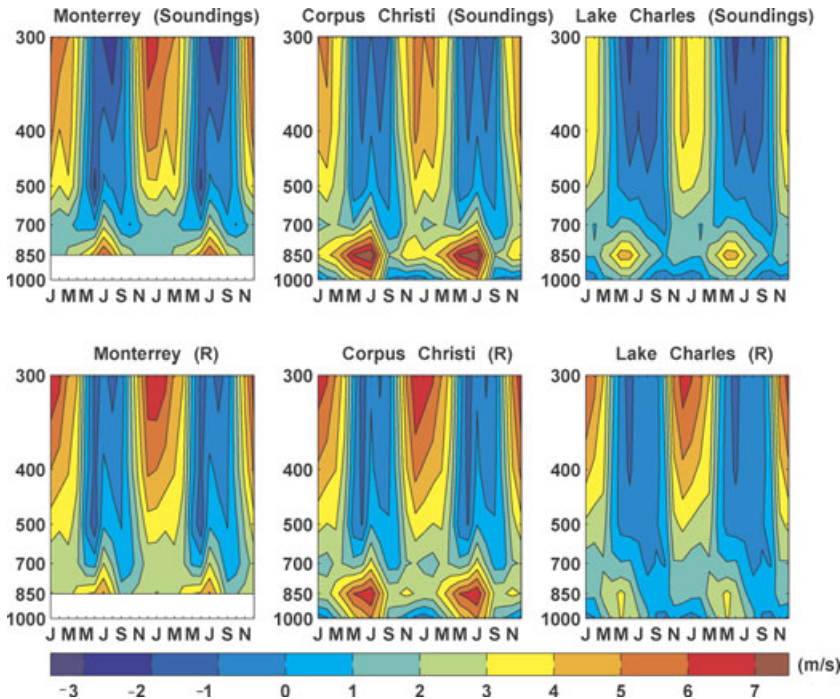 Monterrey (Soundings)
Corpus Christi (Soundings)
Lake Charles (Soundings)
300
400
500
700
850
1000
J M M J S N J M M J S N
300
400
500
700
850
1000
J M M J S N J M M J S N
300
400
500
700
850
1000
J M M J S N J M M J S N
Monterrey (R)
Corpus Christi (R)
Lake Charles (R)
300
400
500
700
850
1000
J M M J S N J M M J S N
300
400
500
700
850
1000
J M M J S N J M M J S N
300
400
500
700
850
1000
J M M J S N J M M J S N
(m/s)
−3 −2 −1 0 1 2 3 4 5 6 7